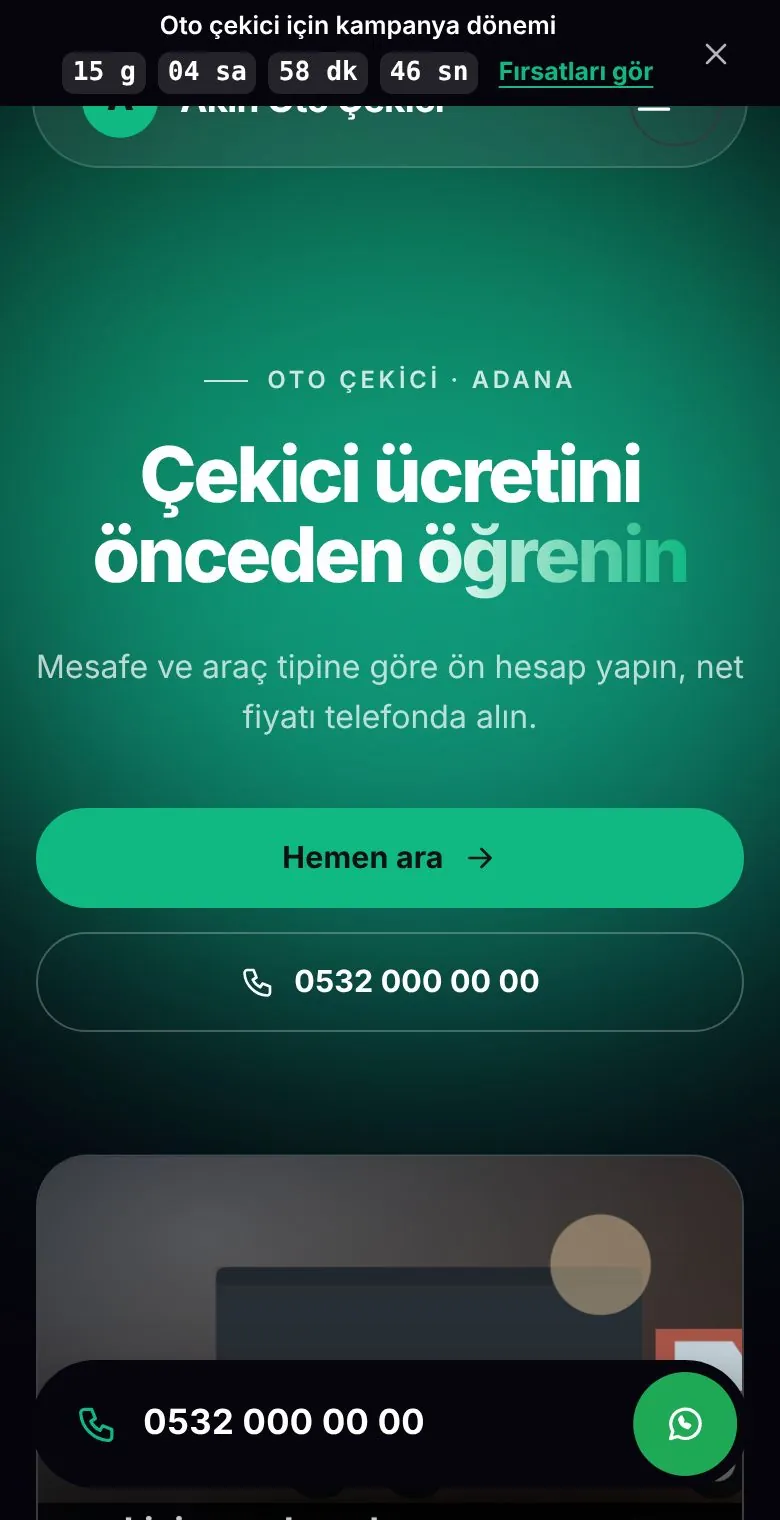 Oto çekici için kampanya dönemi
15 g 04 sa 58 dk 46 sn Fırsatları gör
OTO ÇEKİCİ · ADANA
Çekici ücretini
önceden öğrenin
Mesafe ve araç tipine göre ön hesap yapın, net
fiyatı telefonda alın.
Hemen ara →
0532 000 00 00
0532 000 00 00